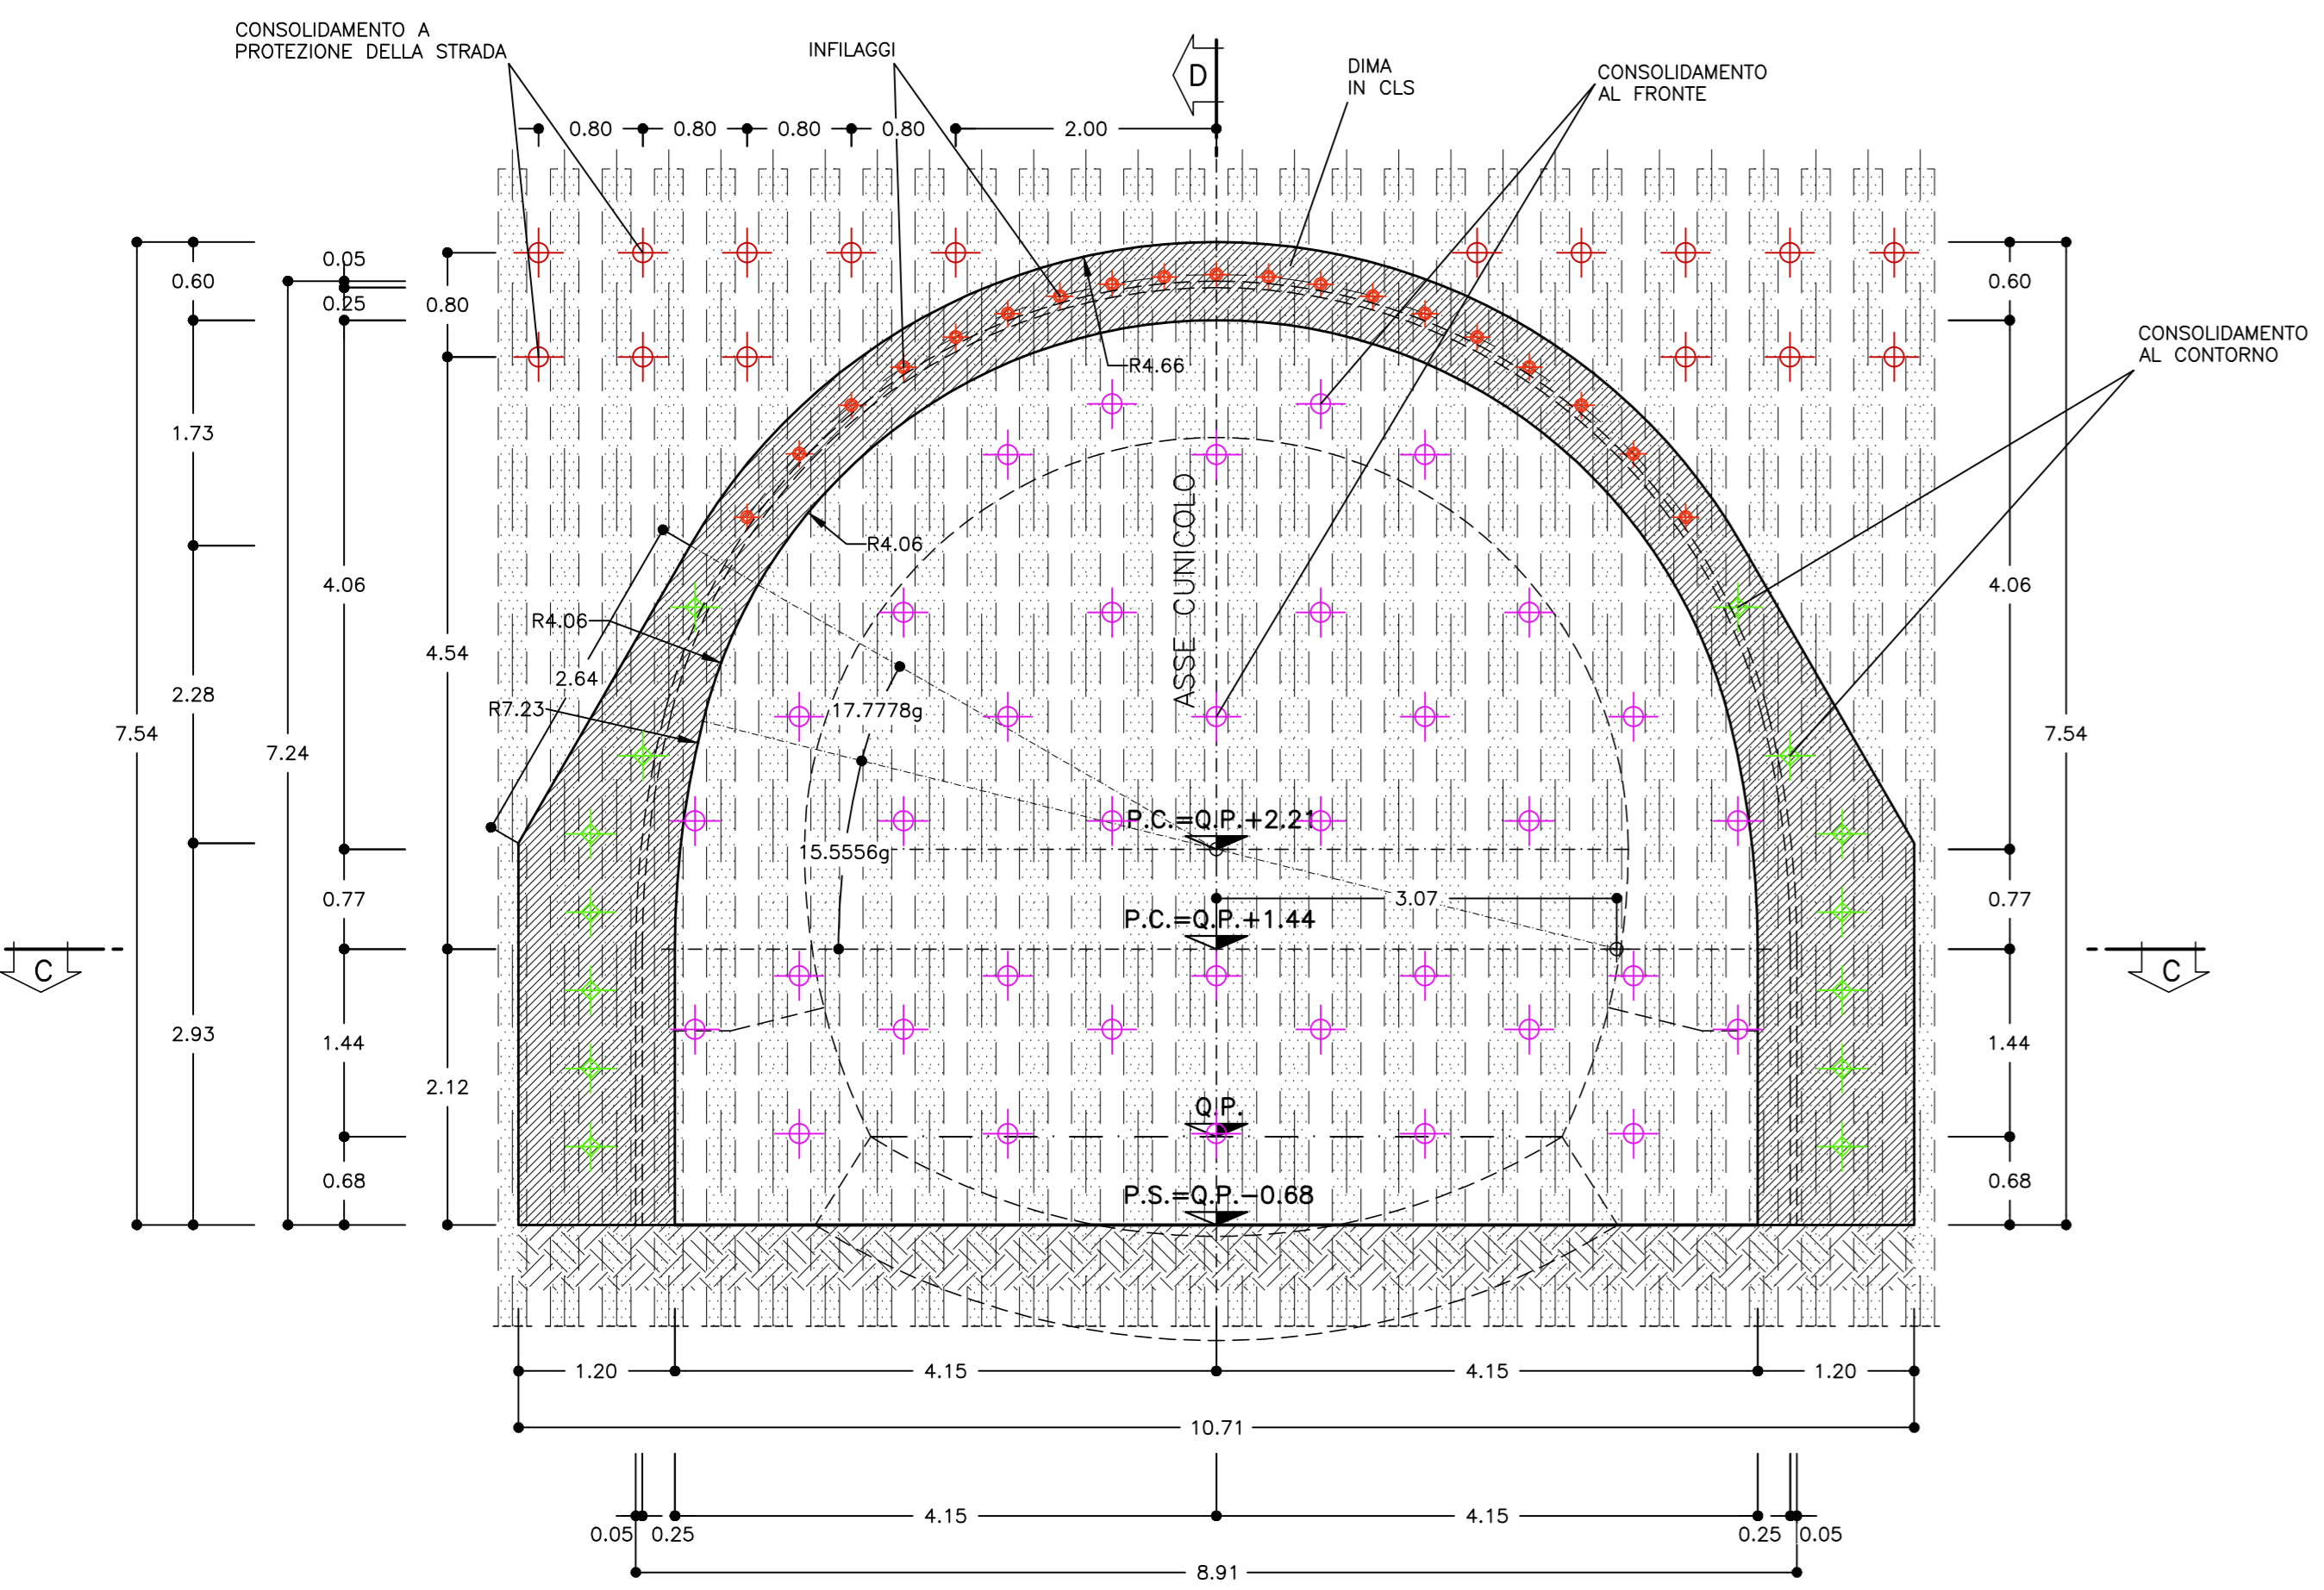 CONSOLIDAMENTO A
PROTEZIONE DELLA STRADA
INFILAGGI
D
DIMA
IN CLS
CONSOLIDAMENTO
AL FRONTE
0.80
0.80
0.80
0.80
2.00
0.05
0.60
0.25
0.80
0.60
CONSOLIDAMENTO
AL CONTORNO
R4.66
1.73
ASSE CUNICOLO
R4.06
4.06
4.06
R4.06
4.54
2.64
2.28
R7.23
17.7778g
7.54
7.24
7.54
P.C.=Q.P.+2.21
15.5556g
0.77
3.07
0.77
P.C.=Q.P.+1.44
C
C
2.93
1.44
1.44
2.12
Q.P.
0.68
P.S.=Q.P.-0.68
0.68
1.20
4.15
4.15
1.20
10.71
4.15
4.15
0.05
0.25
0.25
0.05
8.91